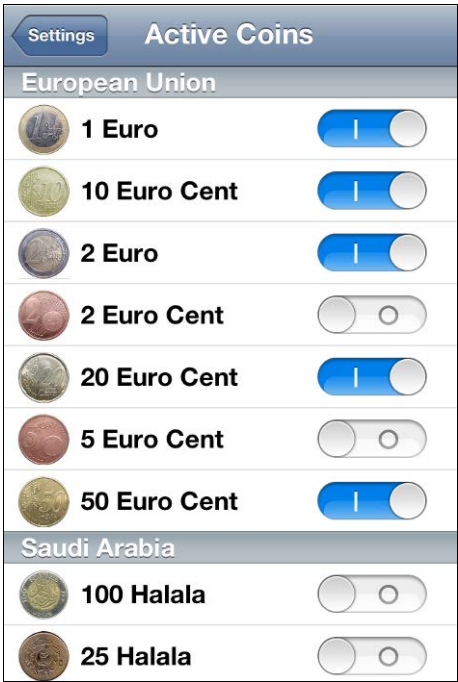 Settings
Active Coins
European Union
1 Euro
10 Euro Cent
2 Euro
2 Euro Cent
20 Euro Cent
5 Euro Cent
50 Euro Cent
Saudi Arabia
100 Halala
25 Halala